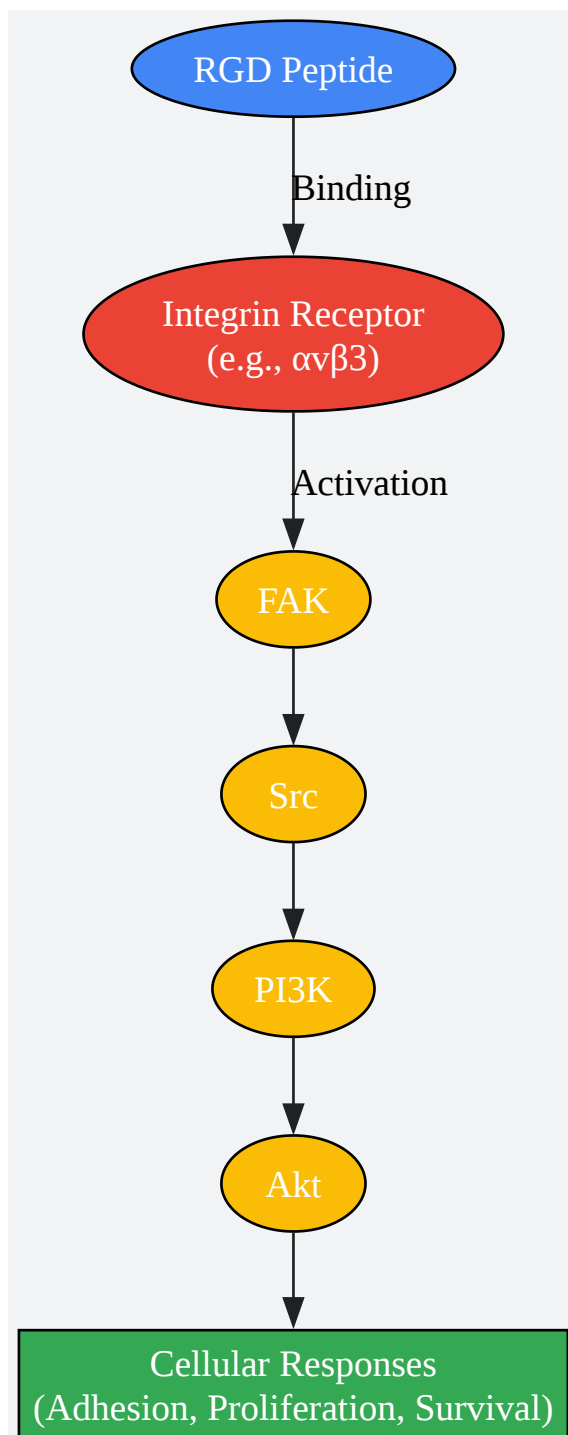 RGD Peptide
Binding
Integrin Receptor
(e.g., αvβ3)
Activation
FAK
Src
PI3K
Akt
Cellular Responses
(Adhesion, Proliferation, Survival)